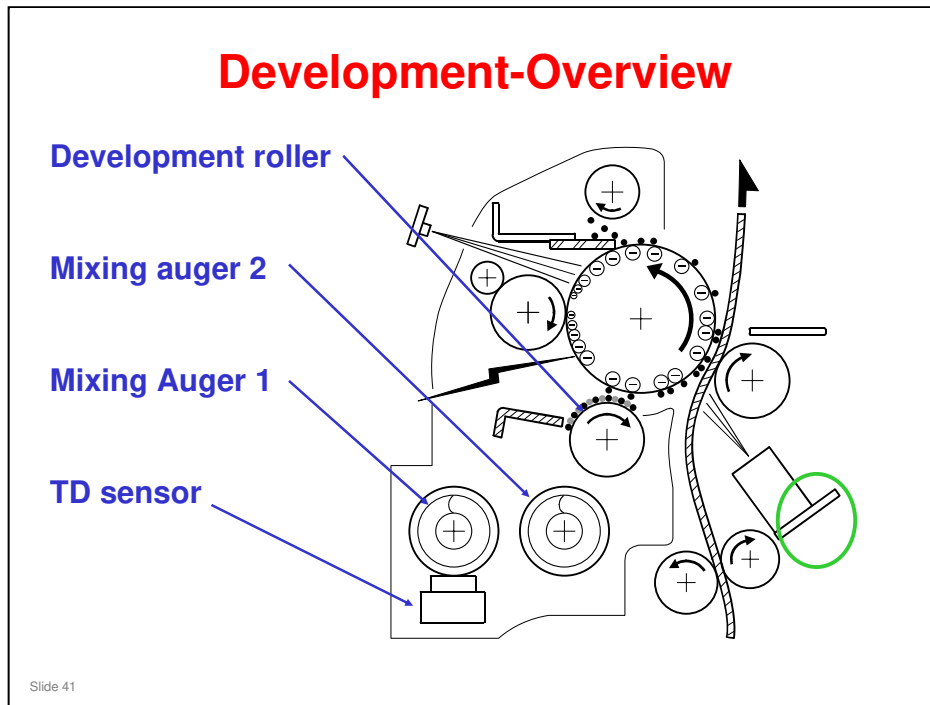 Development-Overview
Development roller
Mixing auger 2
Mixing Auger 1
TD sensor
Slide 41